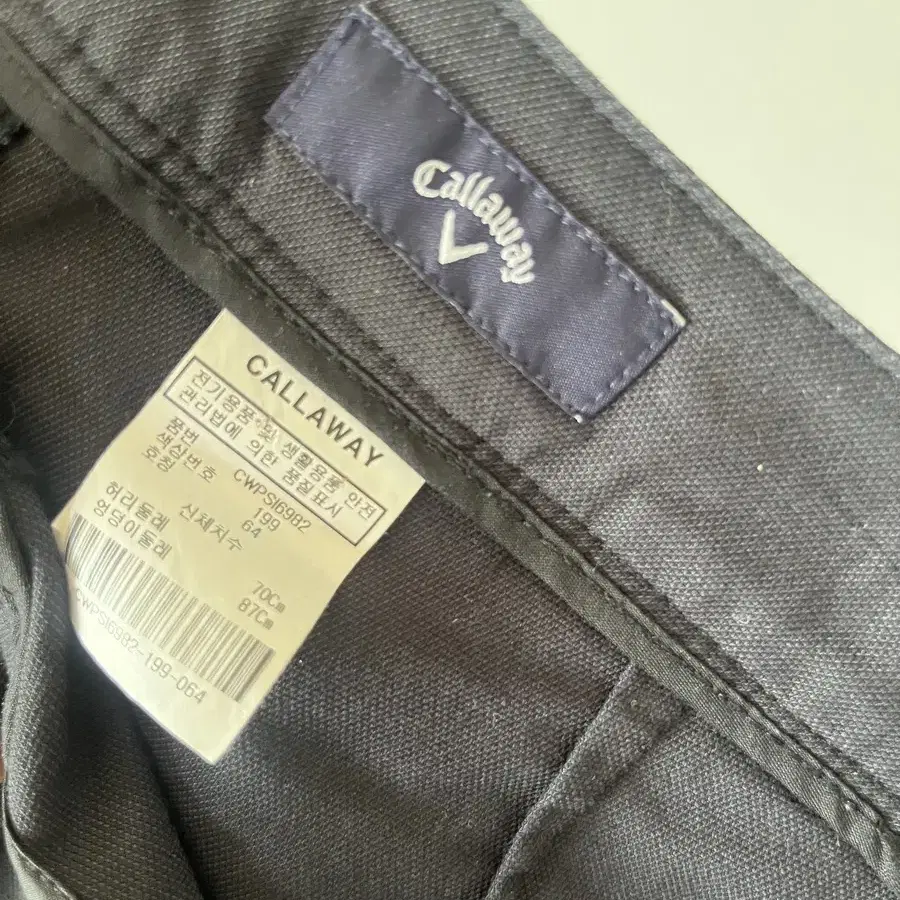 Callaway
CALLAWAY
전기용품 및 생활용품 안전
관리법에 의한 품질표시
품번 CWPSI6982
색상번호 199
호칭 64
신체치수
허리둘레 70Cm
엉덩이둘레 87Cm
CWPSI6982-199-064